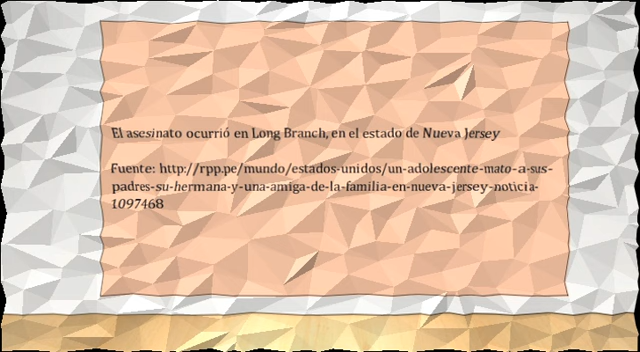 El asesinato ocurrió en Long Branch, en el estado de Nueva Jersey
Fuente: http://rpp.pe/mundo/estados-unidos/un-adolescente-mato-a-sus-
padres-su-hermana-y-una-amiga-de-la-familia-en-nueva-jersey-noticia-
1097468